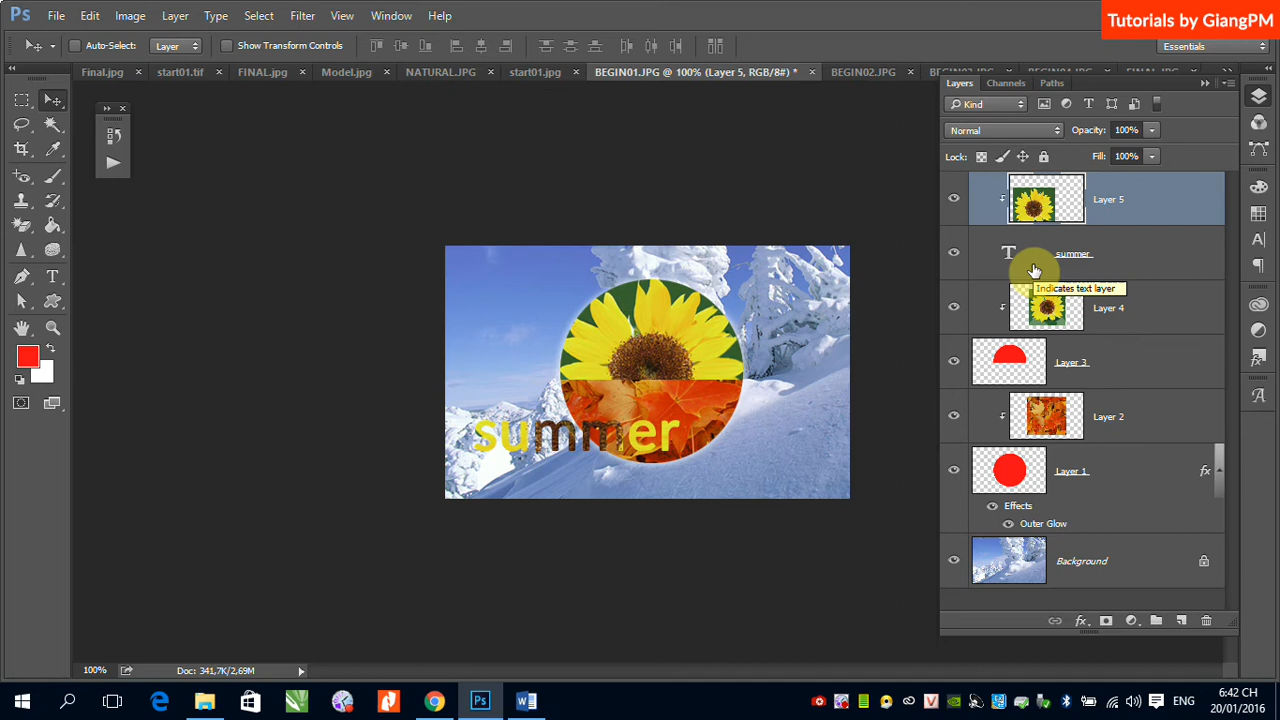 Ps File Edit Image Layer Type Select Filter View Window Help
Tutorials by GiangPM
Auto-Select: Layer Show Transform Controls
Essentials
Final.jpg × start01.tif × FINAL.jpg × Model.jpg × NATURAL.JPG × start01.jpg × BEGIN01.JPG @ 100% (Layer 5, RGB/8#) * × BEGIN02.JPG ×
Layers Channels Paths
Kind
Normal Opacity: 100%
Lock: Fill: 100%
Layer 5
T summer
Indicates text layer
Layer 4
Layer 3
Layer 2
Layer 1 fx
Effects
Outer Glow
Background
summer
100% Doc: 341,7K/2,69M
ENG
6:42 CH
20/01/2016